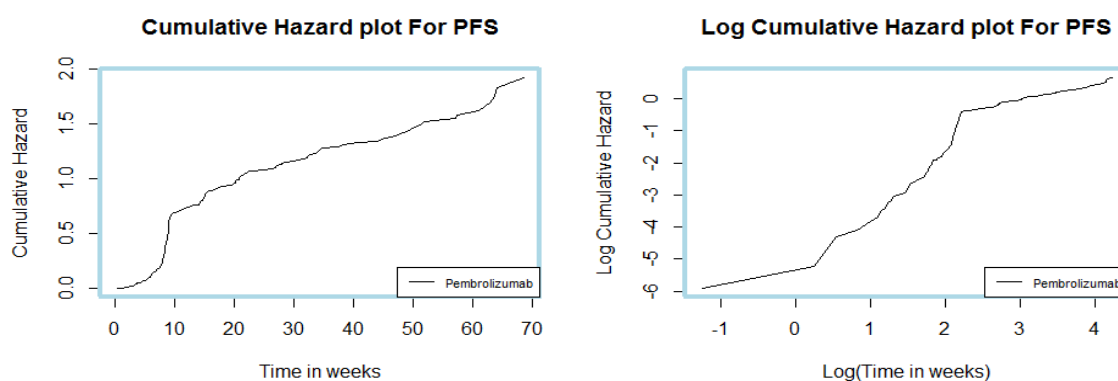 Cumulative Hazard plot For PFS
Cumulative Hazard
2.0
1.5
1.0
0.5
0.0
Pembrolizumab
0 10 20 30 40 50 60 70
Time in weeks
Log Cumulative Hazard plot For PFS
Log Cumulative Hazard
0
-1
-2
-3
-4
-5
-6
Pembrolizumab
-1 0 1 2 3 4
Log(Time in weeks)